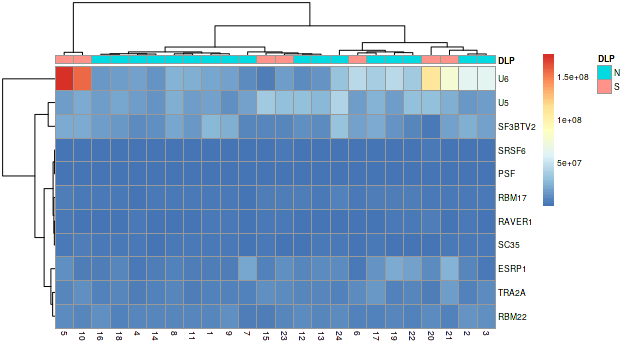 DLP
DLP
U6
N
S
U5
1.5e+08
SF3BTV2
1e+08
SRSF6
5e+07
PSF
RBM17
RAVER1
SC35
ESRP1
TRA2A
RBM22
5 10 16 18 4 14 8 11 1 9 7 15 23 12 13 24 6 17 19 22 20 21 2 3